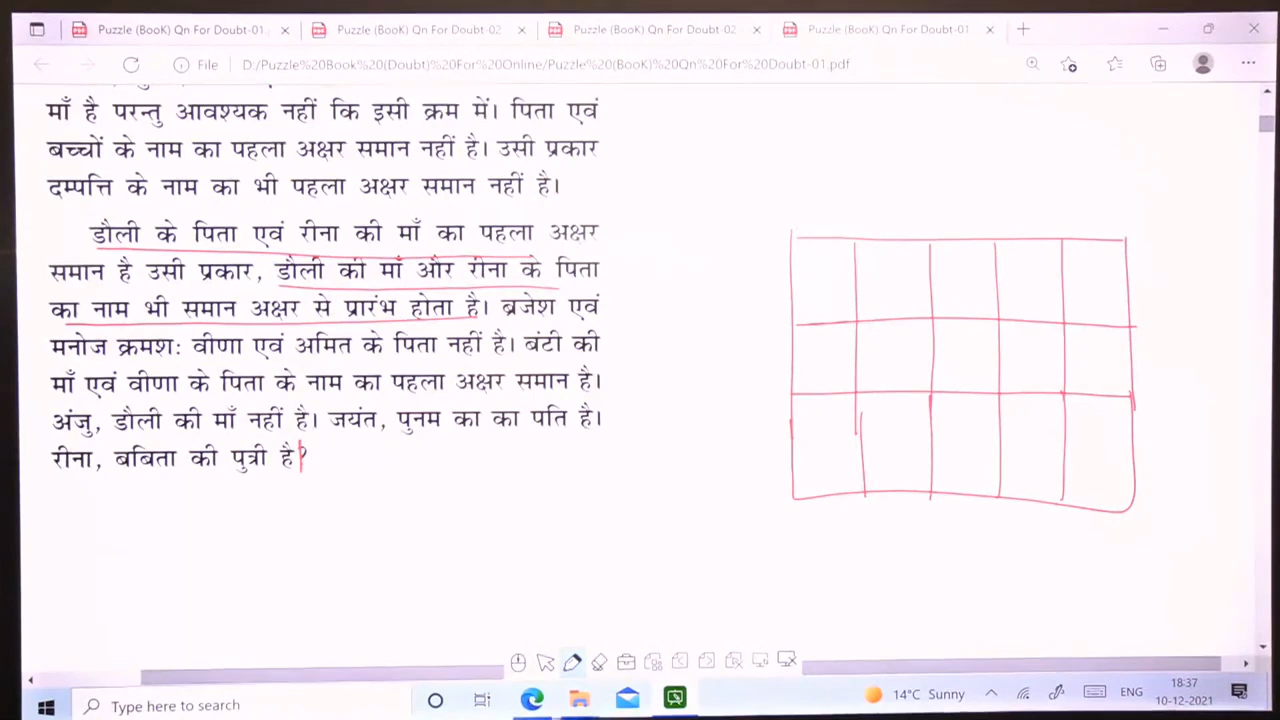 Puzzle (BooK) Qn For Doubt-01
Puzzle (BooK) Qn For Doubt-02
Puzzle (BooK) Qn For Doubt-02
Puzzle (BooK) Qn For Doubt-01
File D:/Puzzle%20Book%20(Doubt)%20For%20Online/Puzzle%20(BooK)%20Qn%20For%20Doubt-01.pdf
माँ है परन्तु आवश्यक नहीं कि इसी क्रम में। पिता एवं
बच्चों के नाम का पहला अक्षर समान नहीं है। उसी प्रकार
दम्पत्ति के नाम का भी पहला अक्षर समान नहीं है।
डौली के पिता एवं रीना की माँ का पहला अक्षर
समान है उसी प्रकार, डौली की माँ और रीना के पिता
का नाम भी समान अक्षर से प्रारंभ होता है। ब्रजेश एवं
मनोज क्रमशः वीणा एवं अमित के पिता नहीं है। बंटी की
माँ एवं वीणा के पिता के नाम का पहला अक्षर समान है।
अंजु, डौली की माँ नहीं है। जयंत, पुनम का का पति है।
रीना, बबिता की पुत्री है?
Type here to search
14°C Sunny
ENG
18:37
10-12-2021